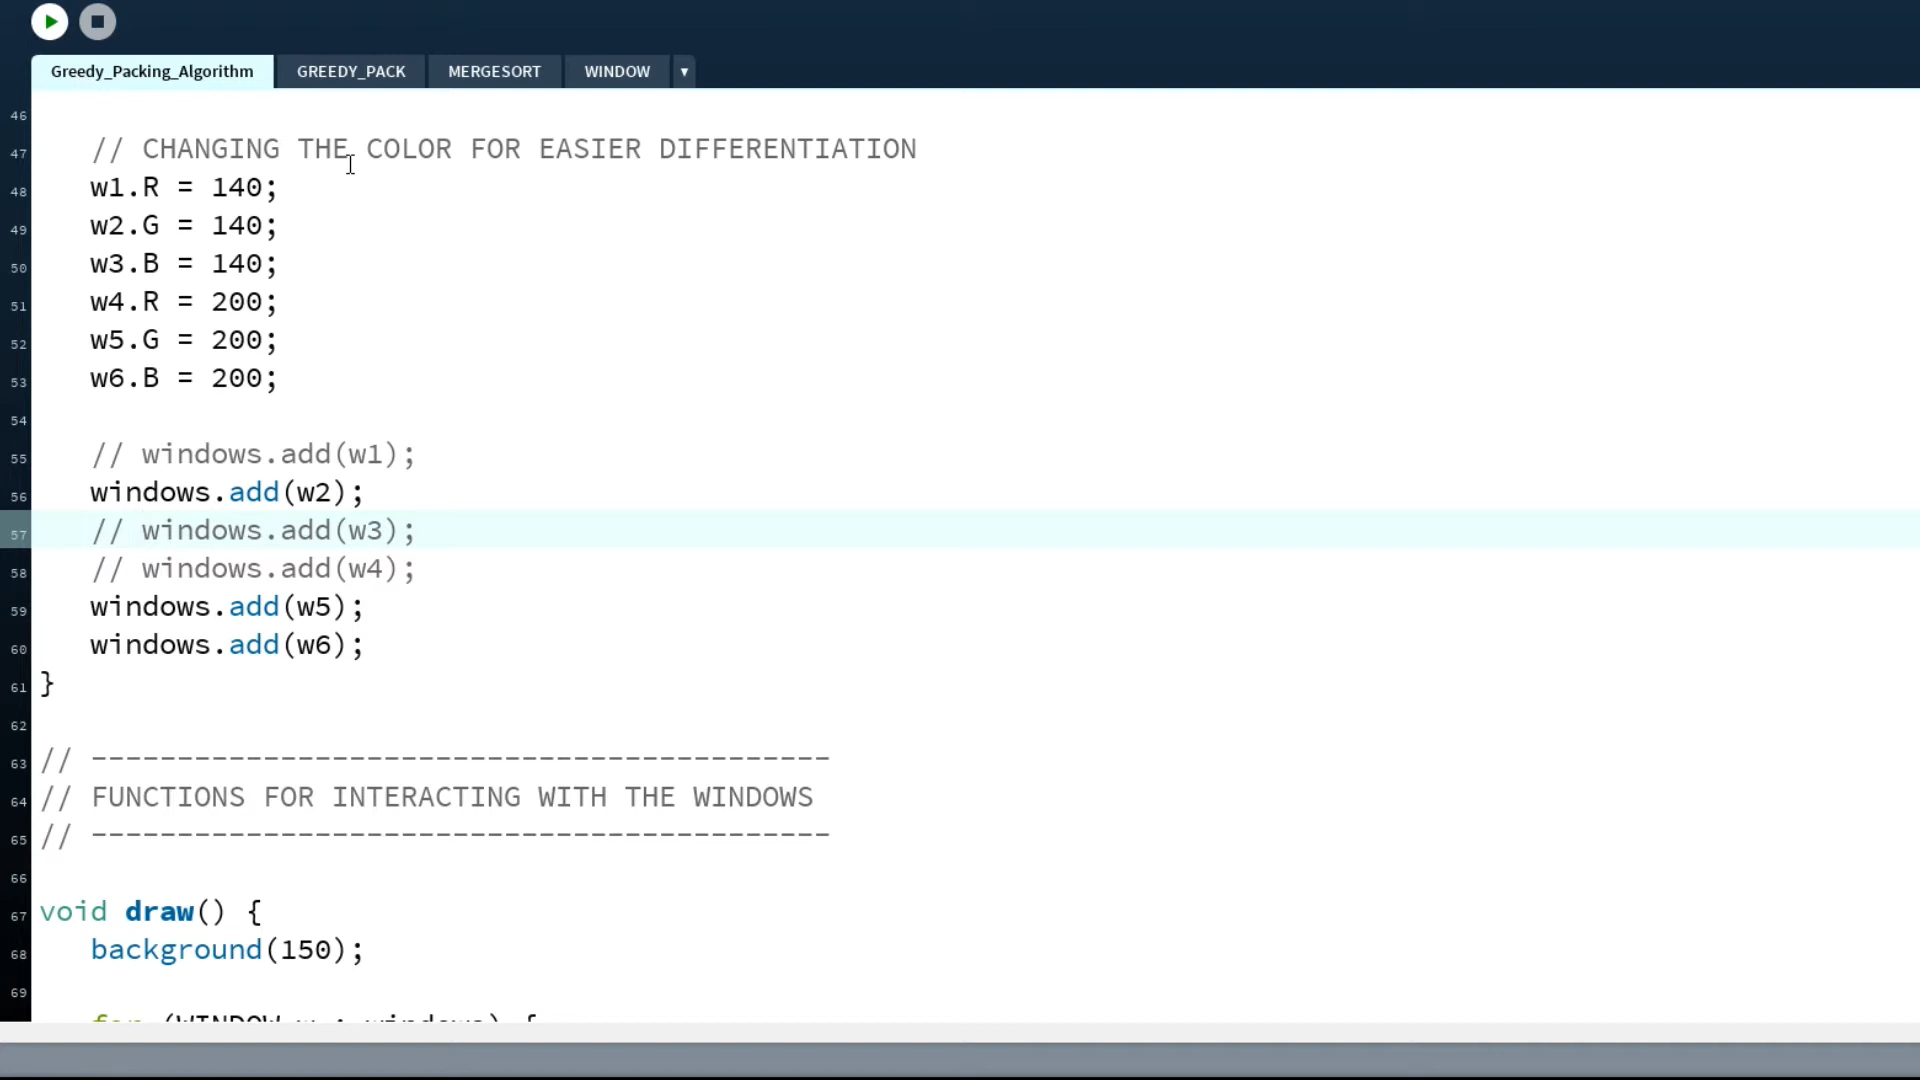 Greedy_Packing_Algorithm GREEDY_PACK MERGESORT WINDOW ▼
46
47 // CHANGING THE COLOR FOR EASIER DIFFERENTIATION
48 w1.R = 140;
49 w2.G = 140;
50 w3.B = 140;
51 w4.R = 200;
52 w5.G = 200;
53 w6.B = 200;
54
55 // windows.add(w1);
56 windows.add(w2);
57 // windows.add(w3);
58 // windows.add(w4);
59 windows.add(w5);
60 windows.add(w6);
61 }
62
63 // -------------------------------------------
64 // FUNCTIONS FOR INTERACTING WITH THE WINDOWS
65 // -------------------------------------------
66
67 void draw() {
68 background(150);
69
for (WINDOW w : windows) {